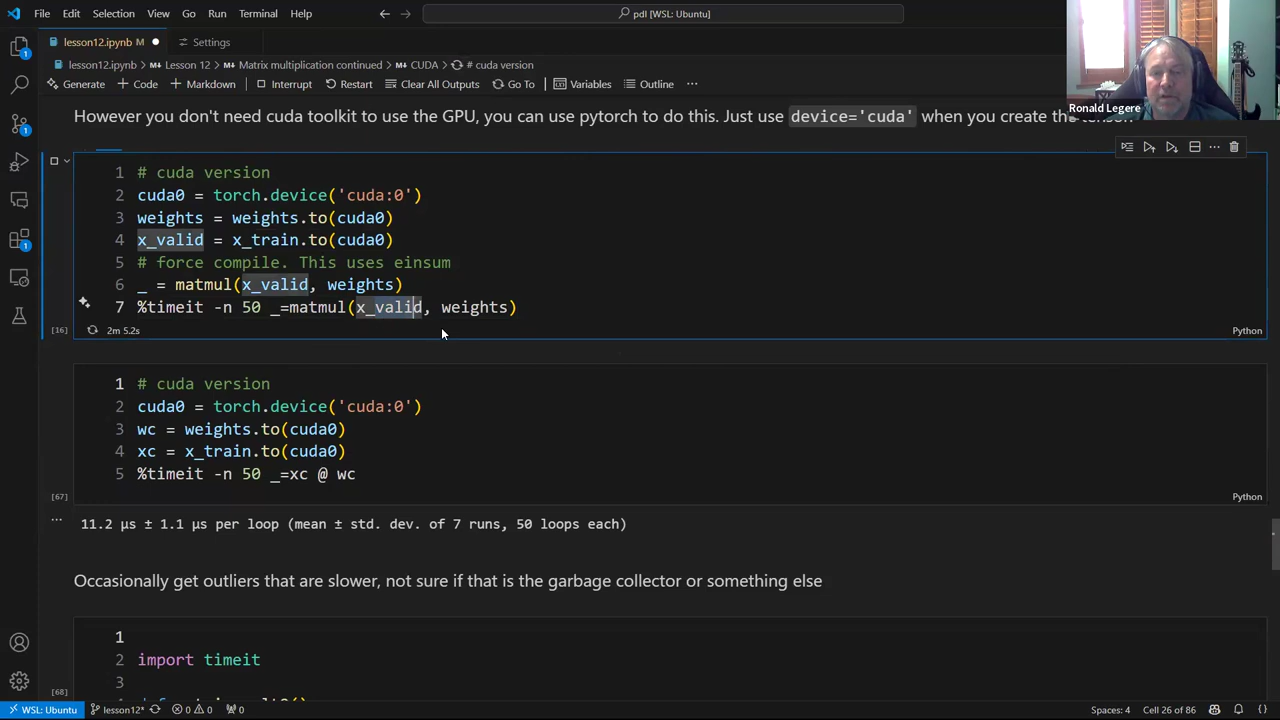 File Edit Selection View Go Run Terminal Help
pdl [WSL: Ubuntu]
lesson12.ipynb M
Settings
lesson12.ipynb > M Lesson 12 > M Matrix multiplication continued > M CUDA > # cuda version
Generate + Code + Markdown Interrupt Restart Clear All Outputs Go To Variables Outline ...
Ronald Legere
However you don't need cuda toolkit to use the GPU, you can use pytorch to do this. Just use device='cuda' when you create the
1 # cuda version
2 cuda0 = torch.device('cuda:0')
3 weights = weights.to(cuda0)
4 x_valid = x_train.to(cuda0)
5 # force compile. This uses einsum
6 _ = matmul(x_valid, weights)
7 %timeit -n 50 _=matmul(x_valid, weights)
[16] 2m 5.2s Python
1 # cuda version
2 cuda0 = torch.device('cuda:0')
3 wc = weights.to(cuda0)
4 xc = x_train.to(cuda0)
5 %timeit -n 50 _=xc @ wc
[67] Python
... 11.2 µs ± 1.1 µs per loop (mean ± std. dev. of 7 runs, 50 loops each)
Occasionally get outliers that are slower, not sure if that is the garbage collector or something else
1
2 import timeit
3
[68]
WSL: Ubuntu lesson12* 0 0 0 Spaces: 4 Cell 26 of 86